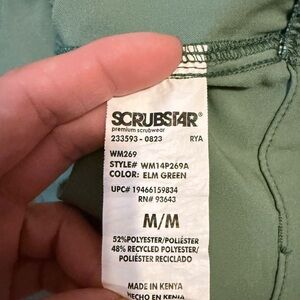 SCRUBSTAR®
premium scrubwear
233593 - 0823 RYA
WM269
STYLE# WM14P269A
COLOR: ELM GREEN
UPC# 19466159834
RN# 93643
M/M
52%POLYESTER/POLIÉSTER
48% RECYCLED POLYESTER/
POLIÉSTER RECICLADO
MADE IN KENYA
HECHO EN KENIA